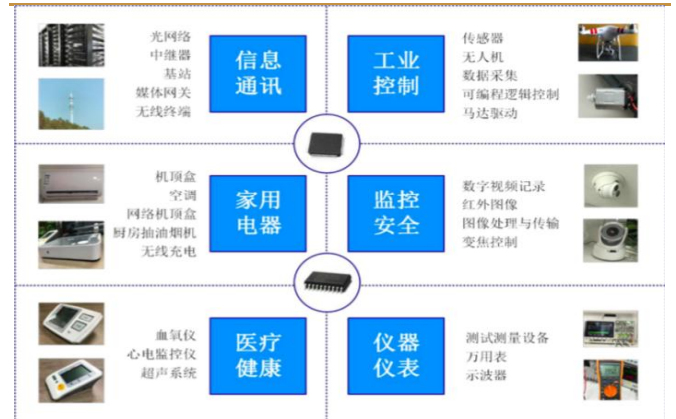 光网络
中继器
基站
媒体网关
无线终端
信息
通讯
工业
控制
传感器
无人机
数据采集
可编程逻辑控制
马达驱动
机顶盒
空调
网络机顶盒
厨房抽油烟机
无线充电
家用
电器
监控
安全
数字视频记录
红外图像
图像处理与传输
变焦控制
血氧仪
心电监控仪
超声系统
医疗
健康
仪器
仪表
测试测量设备
万用表
示波器